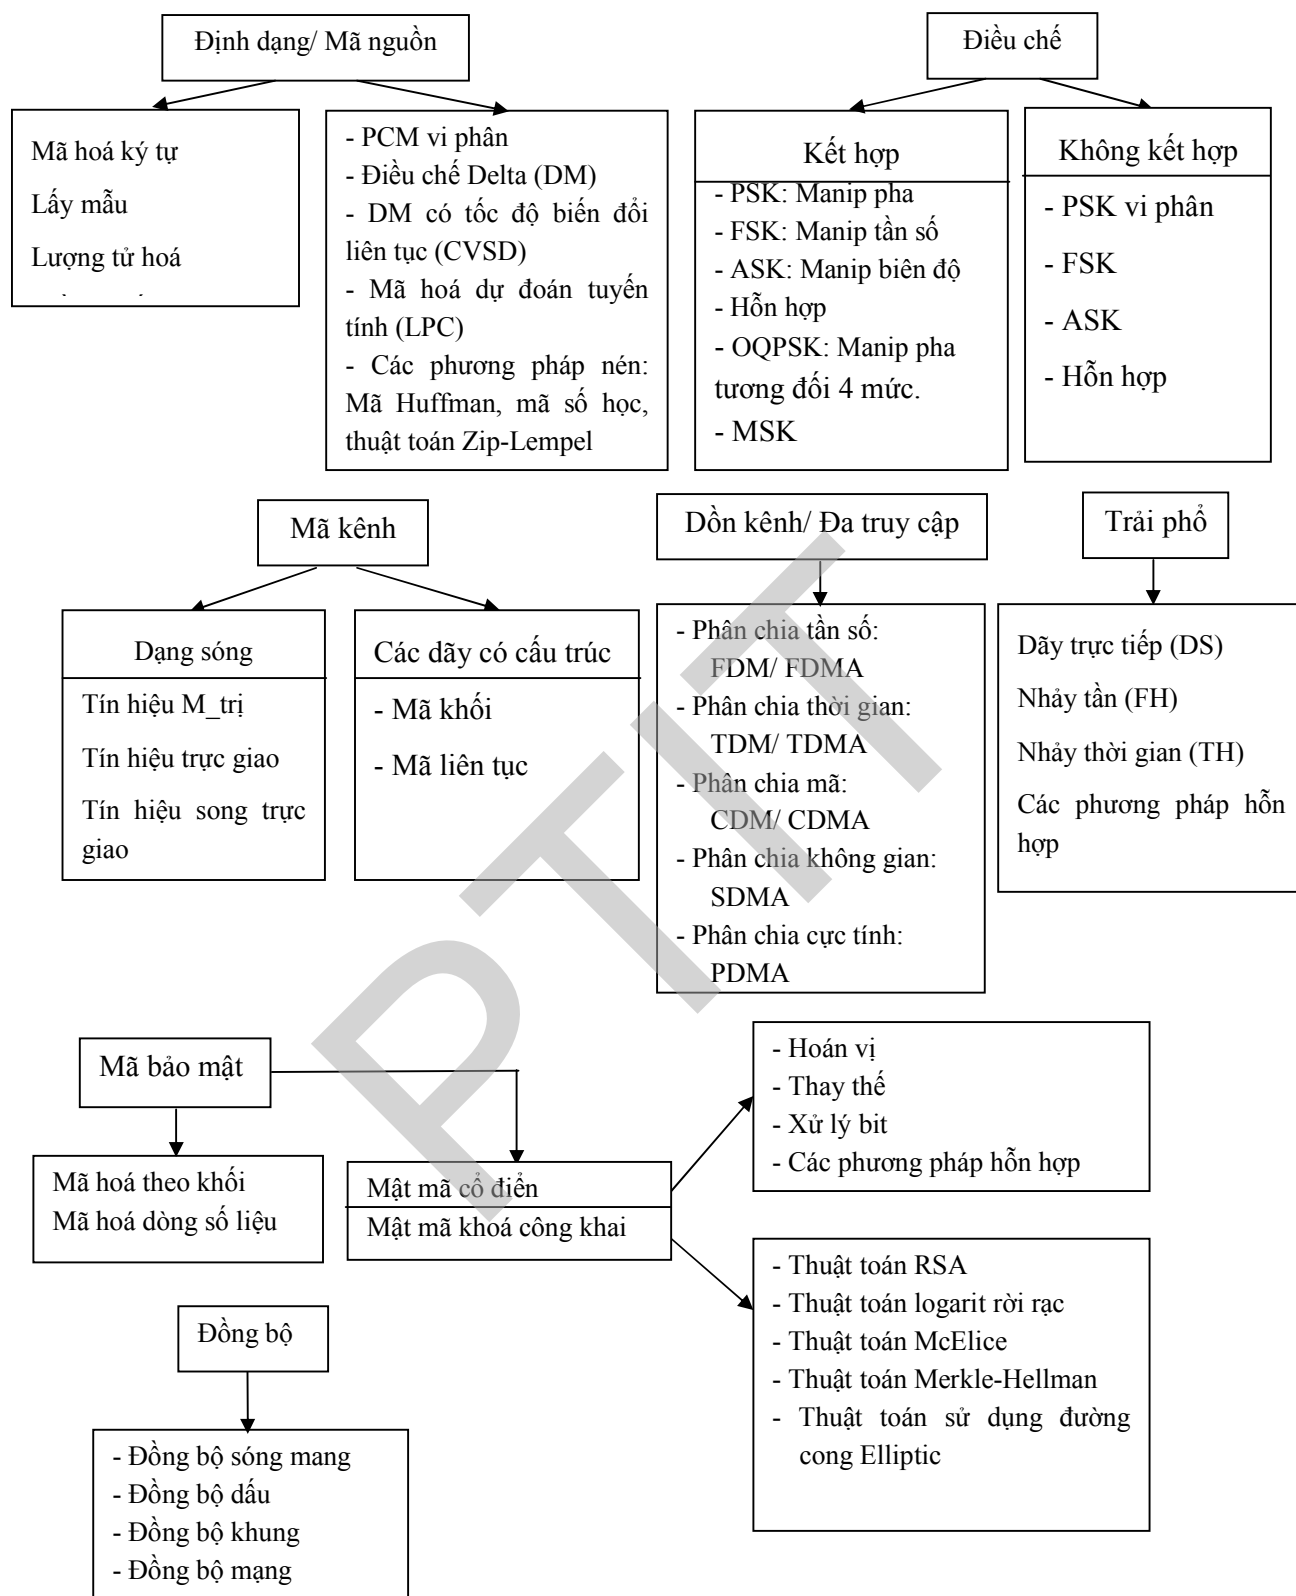 Định dạng/ Mã nguồn
Mã hoá ký tự
Lấy mẫu
Lượng tử hoá
- PCM vi phân
- Điều chế Delta (DM)
- DM có tốc độ biến đổi
liên tục (CVSD)
- Mã hoá dự đoán tuyến
tính (LPC)
- Các phương pháp nén:
Mã Huffman, mã số học,
thuật toán Zip-Lempel
Điều chế
Kết hợp
- PSK: Manip pha
- FSK: Manip tần số
- ASK: Manip biên độ
- Hỗn hợp
- OQPSK: Manip pha
tương đối 4 mức.
- MSK
Không kết hợp
- PSK vi phân
- FSK
- ASK
- Hỗn hợp
Mã kênh
Dạng sóng
Tín hiệu M_trị
Tín hiệu trực giao
Tín hiệu song trực
giao
Các dãy có cấu trúc
- Mã khối
- Mã liên tục
Dồn kênh/ Đa truy cập
- Phân chia tần số:
FDM/ FDMA
- Phân chia thời gian:
TDM/ TDMA
- Phân chia mã:
CDM/ CDMA
- Phân chia không gian:
SDMA
- Phân chia cực tính:
PDMA
Trải phổ
Dãy trực tiếp (DS)
Nhảy tần (FH)
Nhảy thời gian (TH)
Các phương pháp hỗn
hợp
PTIT
Mã bảo mật
Mã hoá theo khối
Mã hoá dòng số liệu
Mật mã cổ điển
Mật mã khoá công khai
- Hoán vị
- Thay thế
- Xử lý bit
- Các phương pháp hỗn hợp
- Thuật toán RSA
- Thuật toán logarit rời rạc
- Thuật toán McElice
- Thuật toán Merkle-Hellman
- Thuật toán sử dụng đường
cong Elliptic
Đồng bộ
- Đồng bộ sóng mang
- Đồng bộ dấu
- Đồng bộ khung
- Đồng bộ mạng